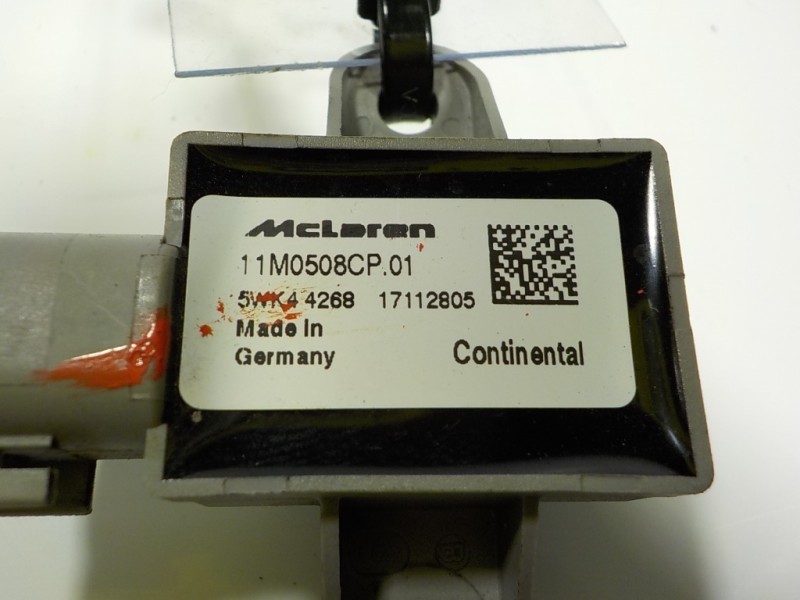 McLaren
11M0508CP.01
5WK4 4268 17112805
Made in
Germany
Continental